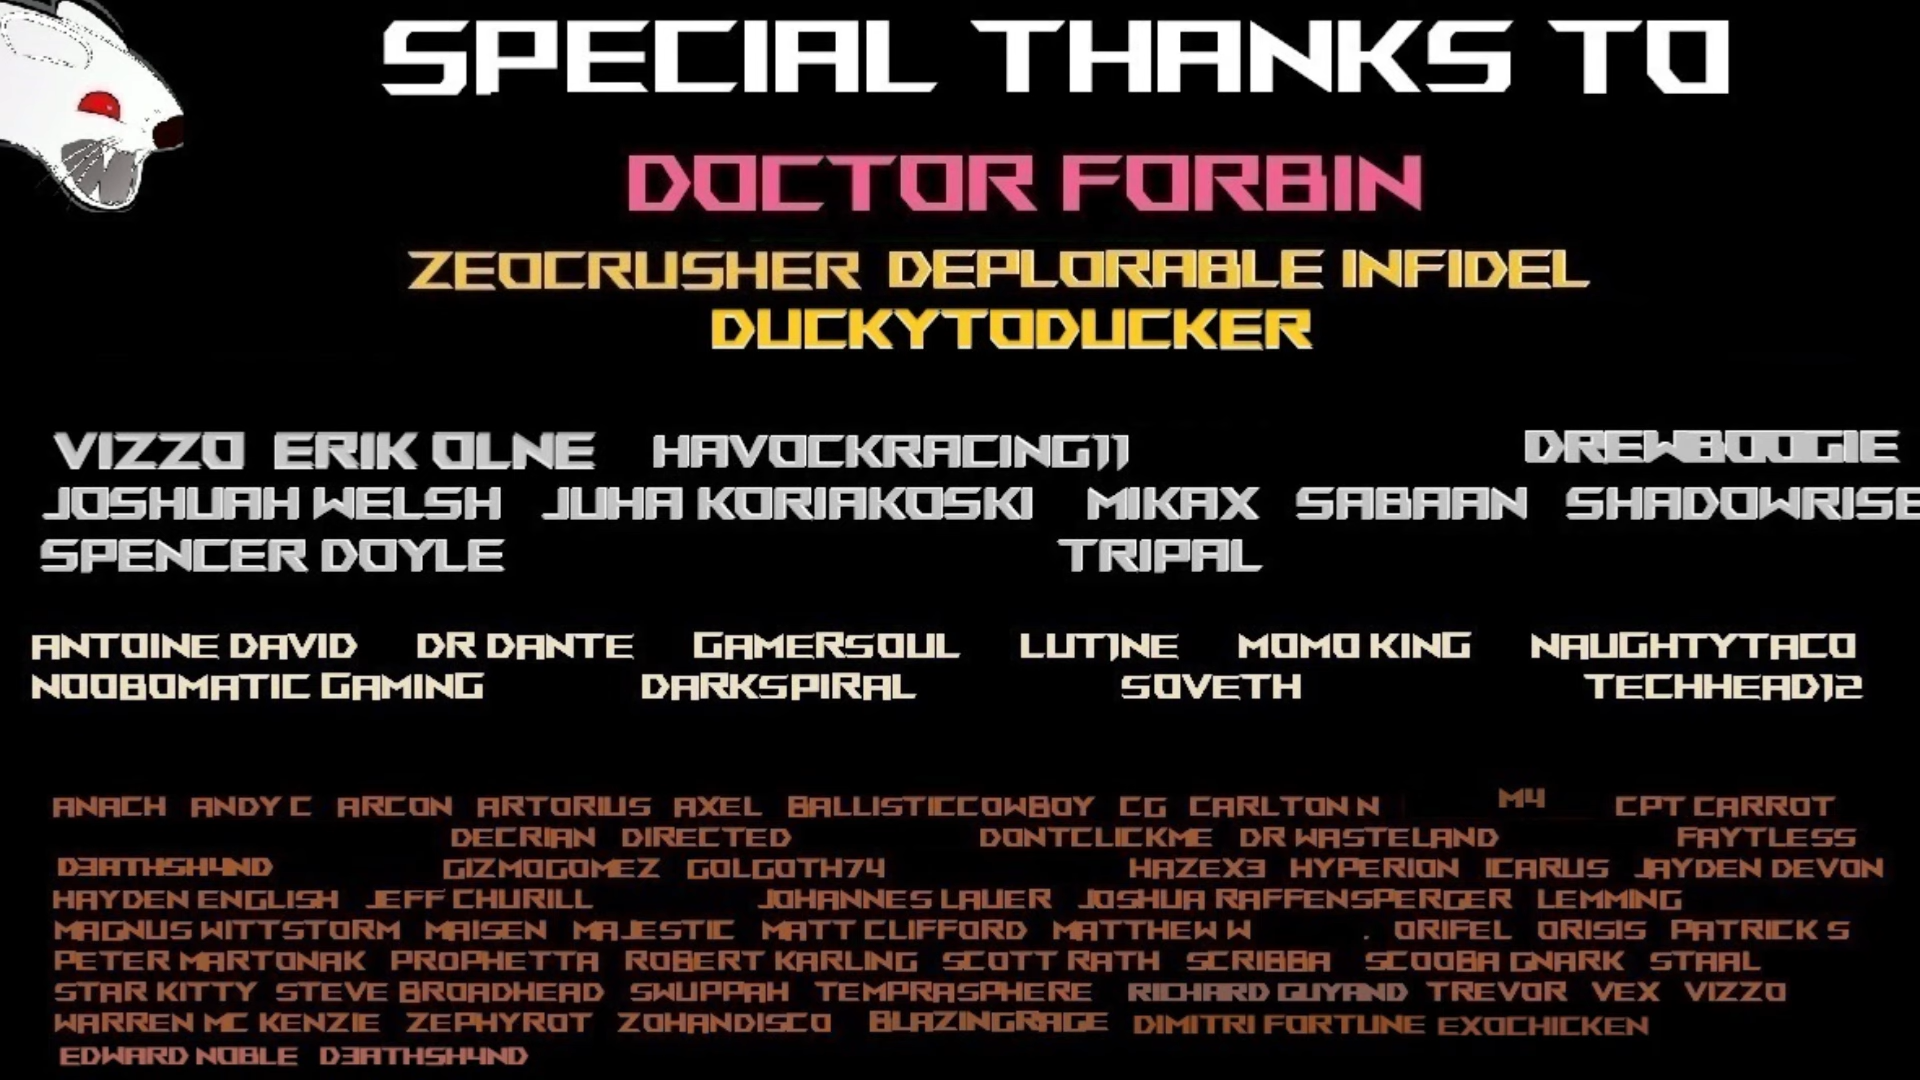 SPECIAL THANKS TO
DOCTOR FORBIN
ZEOCRUSHER DEPLORABLE INFIDEL
DUCKYTODUCKER
VIZZO ERIK OLNE HAVOCKRACING11 DREWBOOGIE
JOSHUAH WELSH JUHA KORIAKOSKI MIKAX SABAAN SHADOWRISE
SPENCER DOYLE TRIPAL
ANTOINE DAVID DR DANTE GAMERSOUL LUT1NE MOMO KING NAUGHTYTACO
NOOBOMATIC GAMING DARKSPIRAL SOVETH TECHHEAD12
ANACH ANDY C ARCON ARTORIUS AXEL BALLISTICCOWBOY CG CARLTON N M4 CPT CARROT
DECRIAN DIRECTED DONTCLICKME DR WASTELAND FAYTLESS
D3ATHSH4ND GIZMOGOMEZ GOLGOTH74 HAZEX3 HYPERION ICARUS JAYDEN DEVON
HAYDEN ENGLISH JEFF CHURILL JOHANNES LAUER JOSHUA RAFFENSPERGER LEMMING
MAGNUS WITTSTORM MAISEN MAJESTIC MATT CLIFFORD MATTHEW W . ORIFEL ORISIS PATRICK S
PETER MARTONAK PROPHETTA ROBERT KARLING SCOTT RATH SCRIBBA SCOOBA GNARK STAAL
STAR KITTY STEVE BROADHEAD SWUPPAH TEMPRASPHERE RICHARD GUYAND TREVOR VEX VIZZO
WARREN MC KENZIE ZEPHYROT ZOHANDISCO BLAZINGRAGE DIMITRI FORTUNE EXOCHICKEN
EDWARD NOBLE D3ATHSH4ND